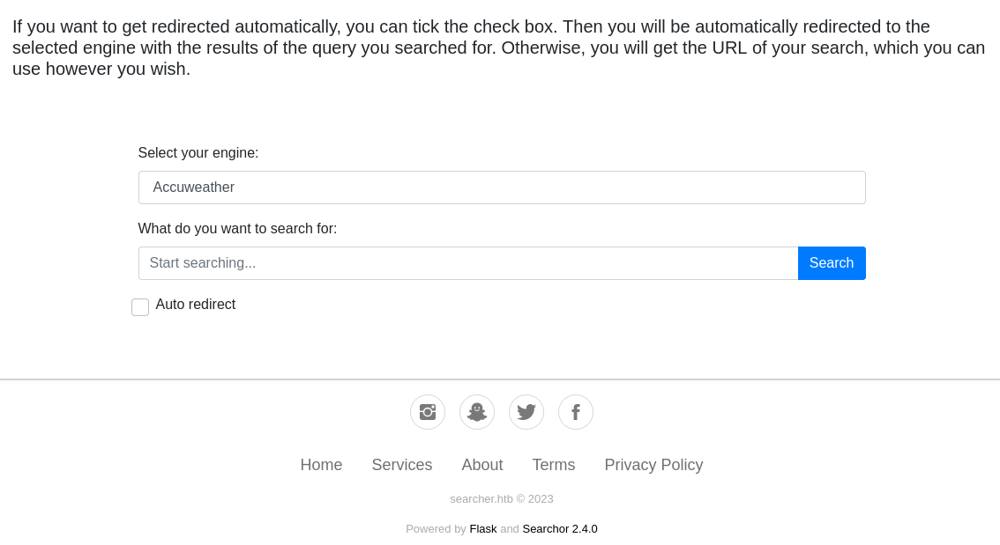 If you want to get redirected automatically, you can tick the check box. Then you will be automatically redirected to the
selected engine with the results of the query you searched for. Otherwise, you will get the URL of your search, which you can
use however you wish.
Select your engine:
Accuweather
What do you want to search for:
Start searching...
Search
Auto redirect
Home Services About Terms Privacy Policy
searcher.htb © 2023
Powered by Flask and Searchor 2.4.0